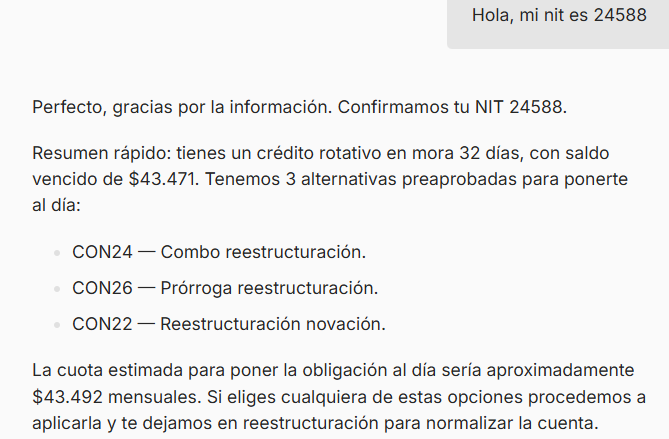 Hola, mi nit es 24588
Perfecto, gracias por la información. Confirmamos tu NIT 24588.
Resumen rápido: tienes un crédito rotativo en mora 32 días, con saldo
vencido de $43.471. Tenemos 3 alternativas preaprobadas para ponerte
al día:
CON24 — Combo reestructuración.
CON26 — Prórroga reestructuración.
CON22 — Reestructuración novación.
La cuota estimada para poner la obligación al día sería aproximadamente
$43.492 mensuales. Si eliges cualquiera de estas opciones procedemos a
aplicarla y te dejamos en reestructuración para normalizar la cuenta.